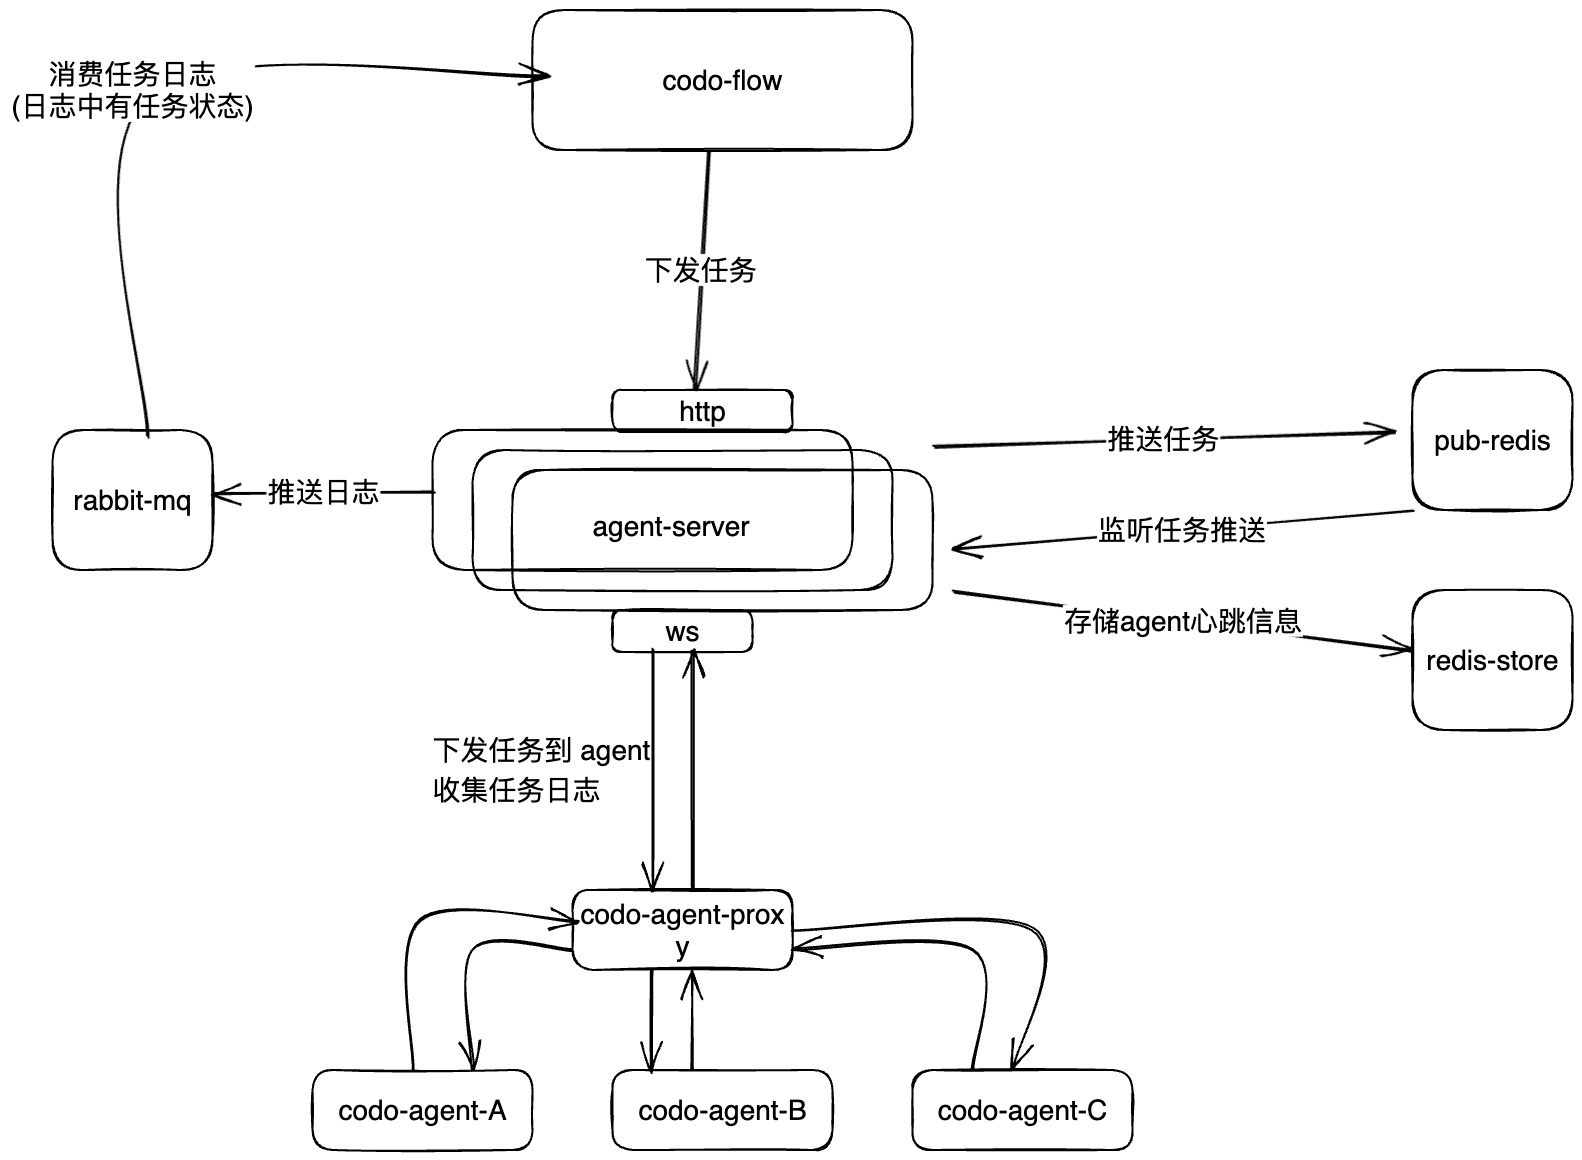 消费任务日志
(日志中有任务状态)
codo-flow
下发任务
http
推送任务
pub-redis
rabbit-mq
推送日志
agent-server
监听任务推送
存储agent心跳信息
ws
redis-store
下发任务到 agent
收集任务日志
codo-agent-prox
y
codo-agent-A
codo-agent-B
codo-agent-C